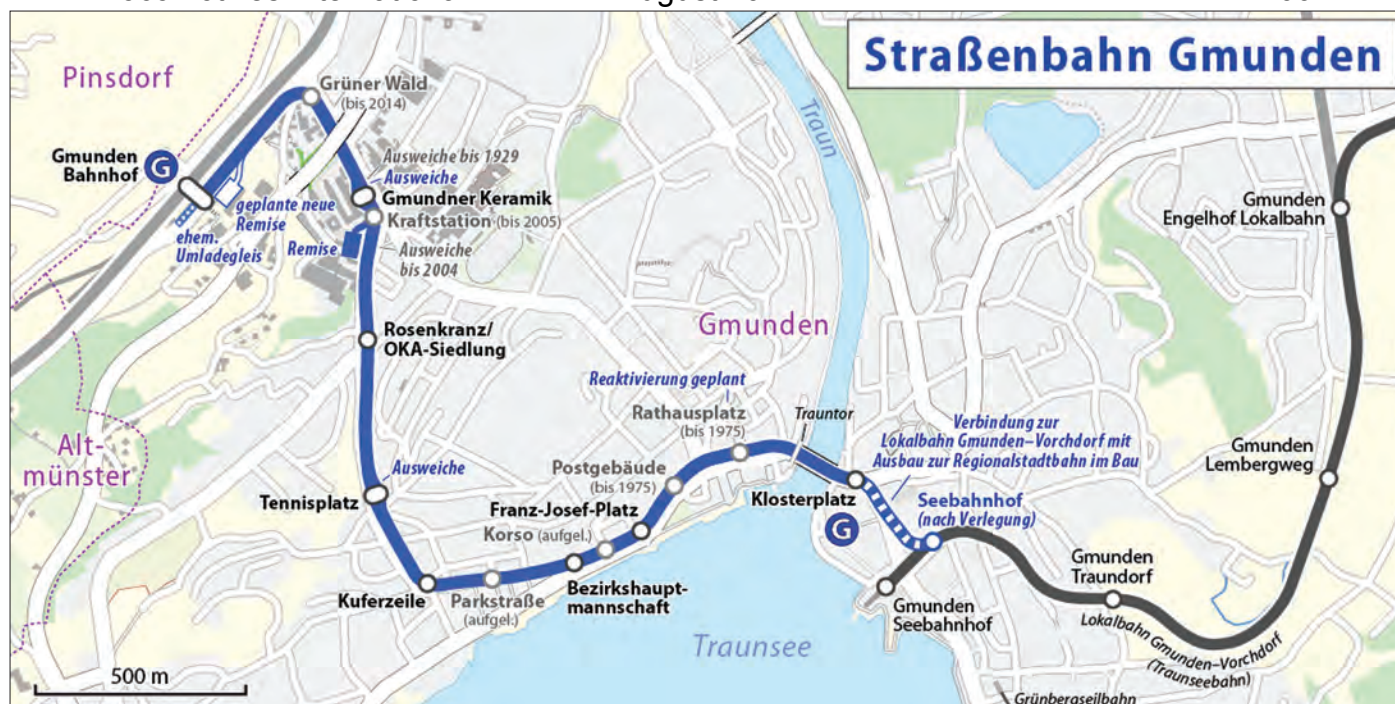 Straßenbahn Gmunden
Pinsdorf
Grüner Wald
(bis 2014)
Traun
Gmunden
Bahnhof
G
Ausweiche bis 1929
Ausweiche
Gmundner Keramik
geplante neue
Remise
Kraftstation (bis 2005)
ehem.
Umladegleis
Remise
Ausweiche
bis 2004
Gmunden
Engelhof Lokalbahn
Rosenkranz/
OKA-Siedlung
Gmunden
Reaktivierung geplant
Rathausplatz
(bis 1975)
Trauntor
Verbindung zur
Lokalbahn Gmunden–Vorchdorf mit
Ausbau zur Regionalstadtbahn im Bau
Alt-
münster
Ausweiche
Postgebäude
(bis 1975)
Gmunden
Lembergweg
Tennisplatz
Franz-Josef-Platz
Klosterplatz
G
Seebahnhof
(nach Verlegung)
Korso (aufgel.)
Gmunden
Traundorf
Kuferzeile
Parkstraße
(aufgel.)
Bezirkshaupt-
mannschaft
Gmunden
Seebahnhof
Lokalbahn Gmunden–Vorchdorf
(Traunseebahn)
Traunsee
500 m
Grünbergseilbahn